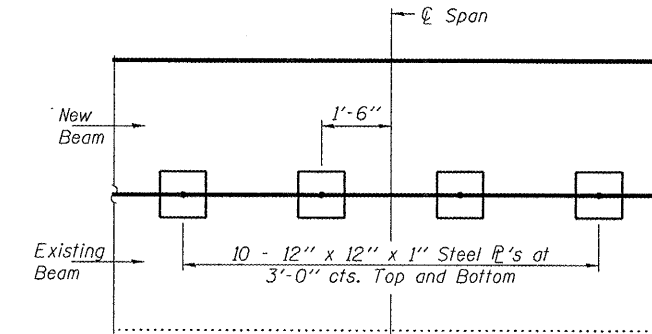 ℄ Span
New
Beam
1'-6"
Existing
Beam
10 - 12" x 12" x 1" Steel ℙ's at
3'-0" cts. Top and Bottom